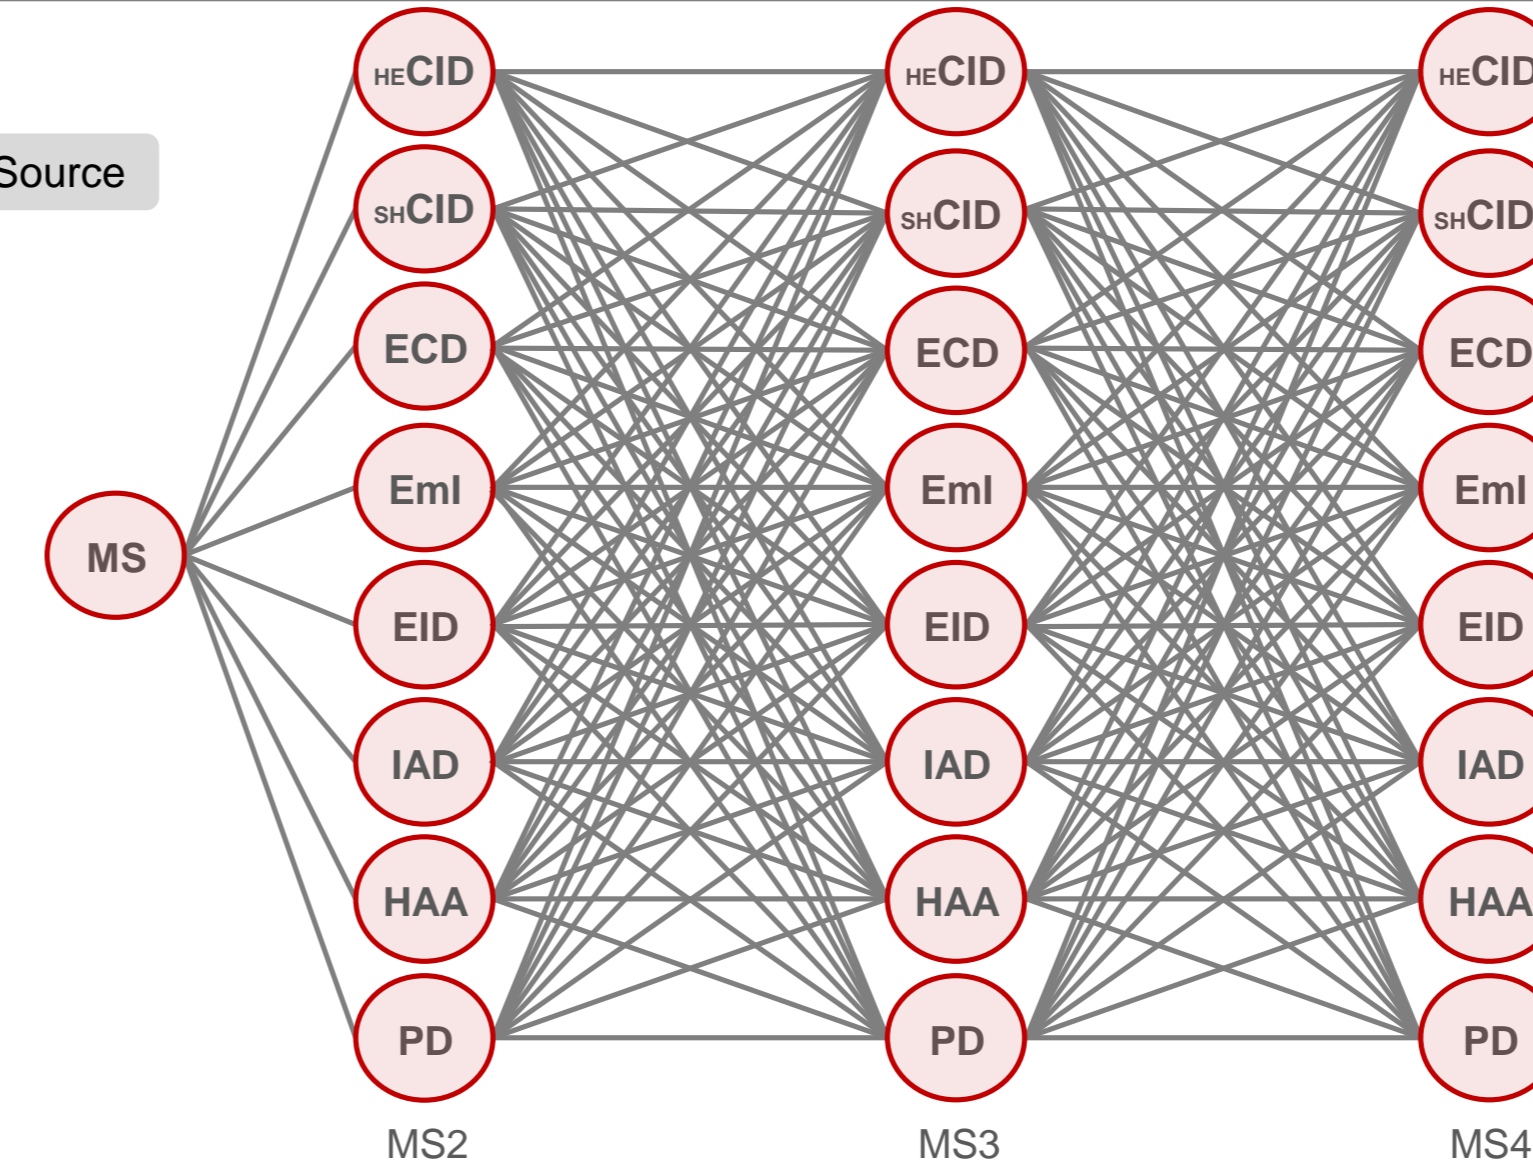 Source
MS
HECID
SHCID
ECD
EmI
EID
IAD
HAA
PD
MS2
HECID
SHCID
ECD
EmI
EID
IAD
HAA
PD
MS3
HECID
SHCID
ECD
EmI
EID
IAD
HAA
PD
MS4